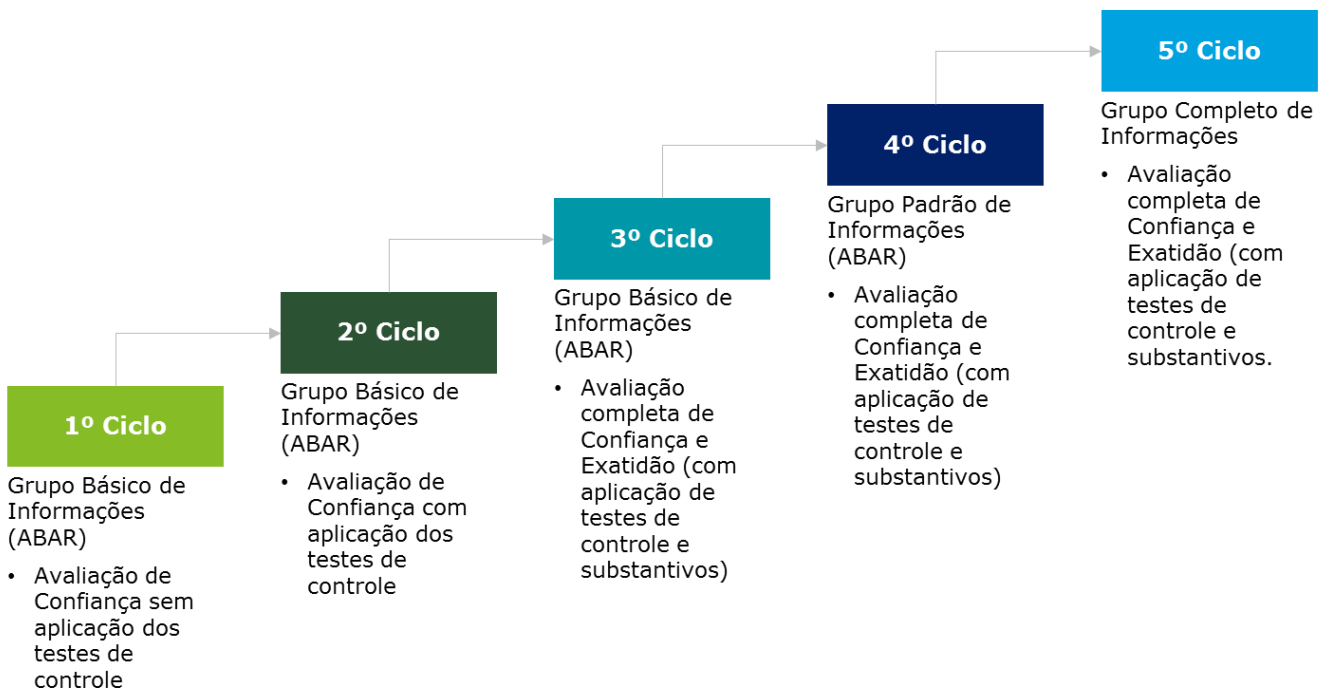 1º Ciclo
Grupo Básico de
Informações
(ABAR)
• Avaliação de
Confiança sem
aplicação dos
testes de
controle
2º Ciclo
Grupo Básico de
Informações
(ABAR)
• Avaliação de
Confiança com
aplicação dos
testes de
controle
3º Ciclo
Grupo Básico de
Informações
(ABAR)
• Avaliação
completa de
Confiança e
Exatidão (com
aplicação de
testes de
controle e
substantivos)
4º Ciclo
Grupo Padrão de
Informações
(ABAR)
• Avaliação
completa de
Confiança e
Exatidão (com
aplicação de
testes de
controle e
substantivos)
5º Ciclo
Grupo Completo de
Informações
• Avaliação
completa de
Confiança e
Exatidão (com
aplicação de
testes de
controle e
substantivos.